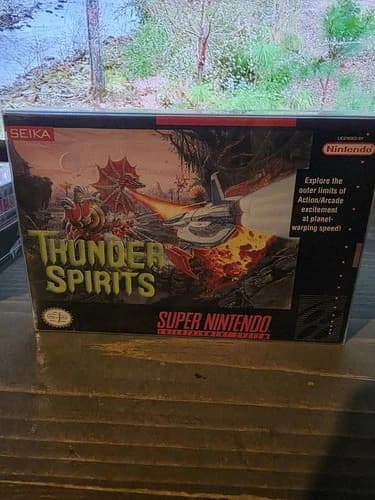 SEIKA
LICENSED BY
Nintendo
Explore the
outer limits of
Action/Arcade
excitement
at planet-
warping speed!
THUNDER
SPIRITS
SUPER NINTENDO
ENTERTAINMENT SYSTEM